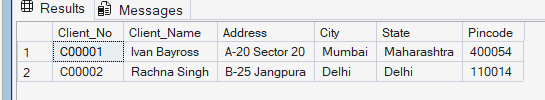 Results Messages
Client_No Client_Name Address City State Pincode
1 C00001 Ivan Bayross A-20 Sector 20 Mumbai Maharashtra 400054
2 C00002 Rachna Singh B-25 Jangpura Delhi Delhi 110014